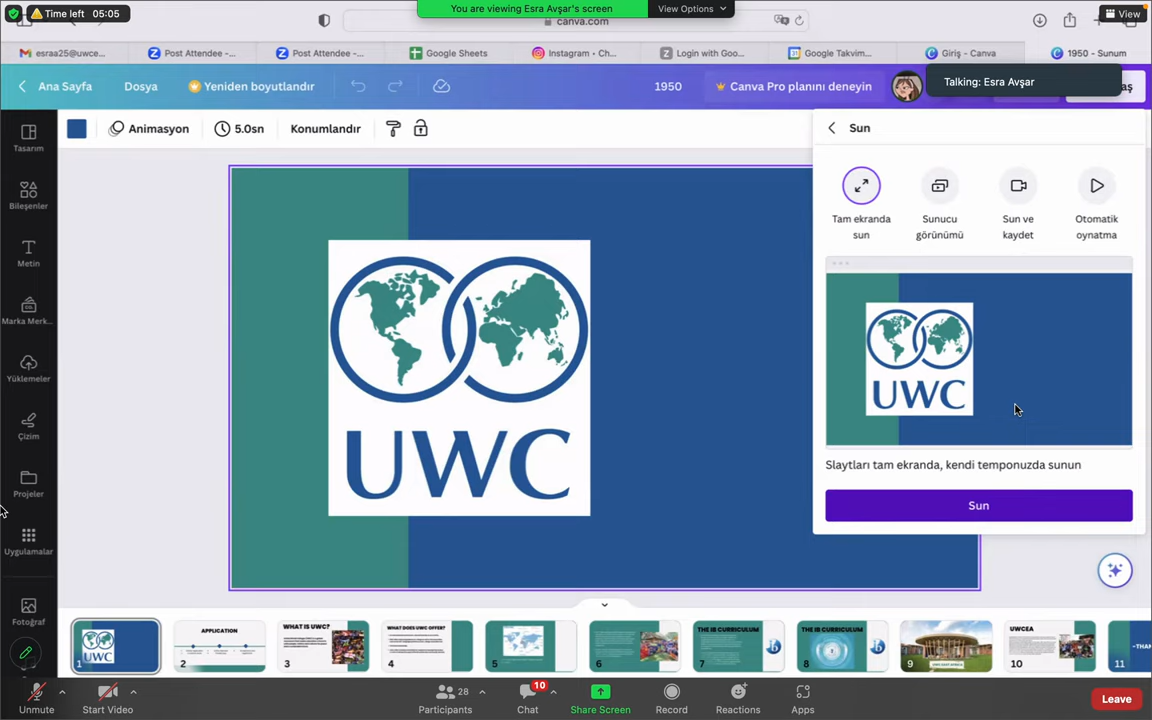 Time left 05:05
You are viewing Esra Avşar's screen
View Options
View
canva.com
esraa25@uwce...
Post Attendee -...
Post Attendee -...
Google Sheets
Instagram • Ch...
Login with Goo...
Google Takvim...
Giriş - Canva
1950 - Sunum
Ana Sayfa
Dosya
Yeniden boyutlandır
1950
Canva Pro planını deneyin
Talking: Esra Avşar
Animasyon
5.0sn
Konumlandır
Sun
Tasarım
Bileşenler
Metin
Marka Merk...
Yüklemeler
Çizim
Projeler
Uygulamalar
Fotoğraf
UWC
Tam ekranda
sun
Sunucu
görünümü
Sun ve
kaydet
Otomatik
oynatma
UWC
Slaytları tam ekranda, kendi temponuzda sunun
Sun
1
UWC
2
APPLICATION
3
WHAT IS UWC?
4
WHAT DOES UWC OFFER?
5
6
7
THE IB CURRICULUM
8
THE IB CURRICULUM
9
UWC EAST AFRICA
10
UWCEA
11
-THAN
Unmute
Start Video
28
Participants
10
Chat
Share Screen
Record
Reactions
Apps
Leave